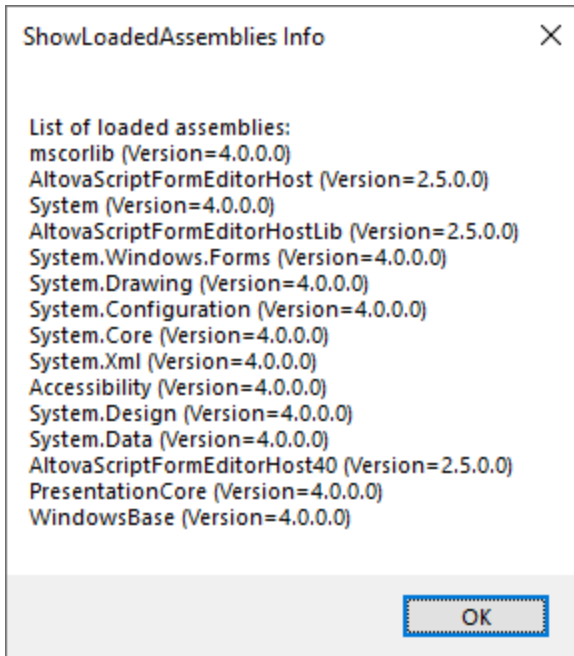 ShowLoadedAssemblies Info
List of loaded assemblies:
mscorlib (Version=4.0.0.0)
AltovaScriptFormEditorHost (Version=2.5.0.0)
System (Version=4.0.0.0)
AltovaScriptFormEditorHostLib (Version=2.5.0.0)
System.Windows.Forms (Version=4.0.0.0)
System.Drawing (Version=4.0.0.0)
System.Configuration (Version=4.0.0.0)
System.Core (Version=4.0.0.0)
System.Xml (Version=4.0.0.0)
Accessibility (Version=4.0.0.0)
System.Design (Version=4.0.0.0)
System.Data (Version=4.0.0.0)
AltovaScriptFormEditorHost40 (Version=2.5.0.0)
PresentationCore (Version=4.0.0.0)
WindowsBase (Version=4.0.0.0)
OK